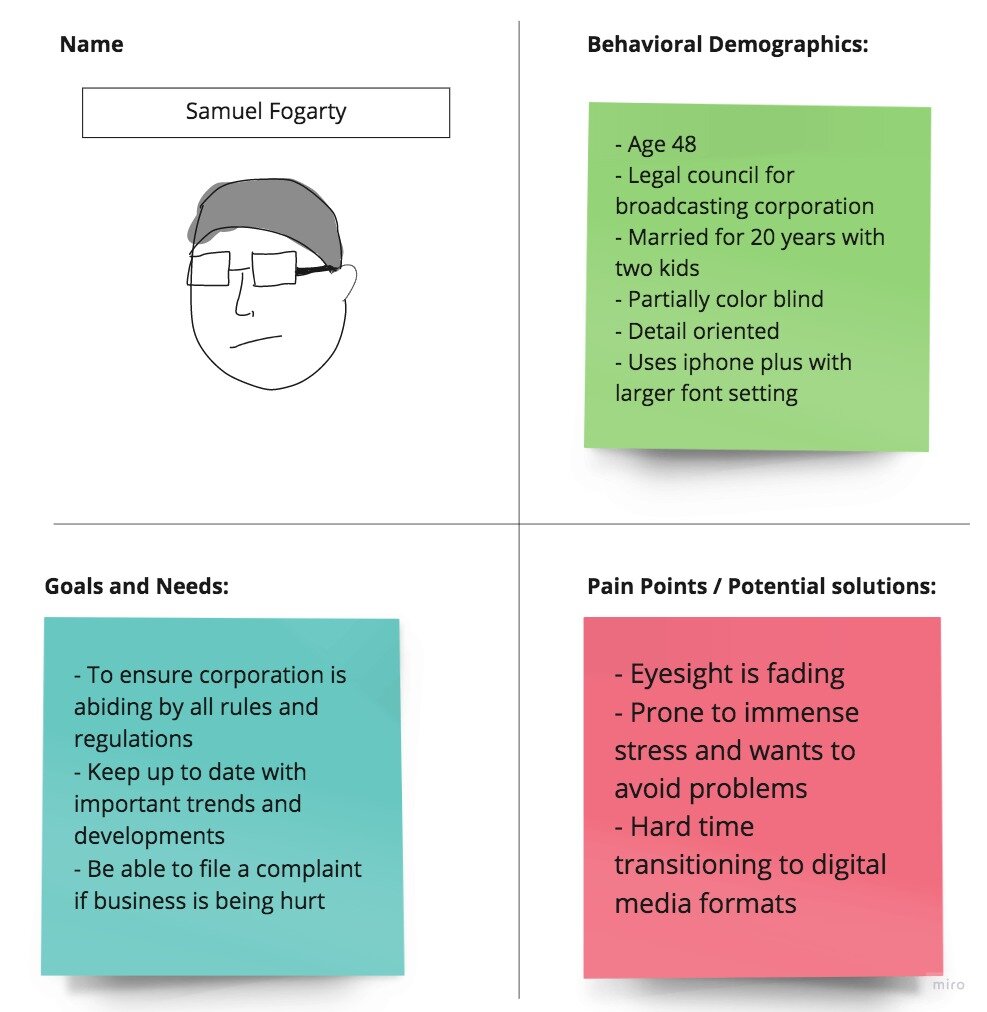 Name
Samuel Fogarty
Behavioral Demographics:
- Age 48
- Legal council for
broadcasting corporation
- Married for 20 years with
two kids
- Partially color blind
- Detail oriented
- Uses iphone plus with
larger font setting
Goals and Needs:
- To ensure corporation is
abiding by all rules and
regulations
- Keep up to date with
important trends and
developments
- Be able to file a complaint
if business is being hurt
Pain Points / Potential solutions:
- Eyesight is fading
- Prone to immense
stress and wants to
avoid problems
- Hard time
transitioning to digital
media formats
miro